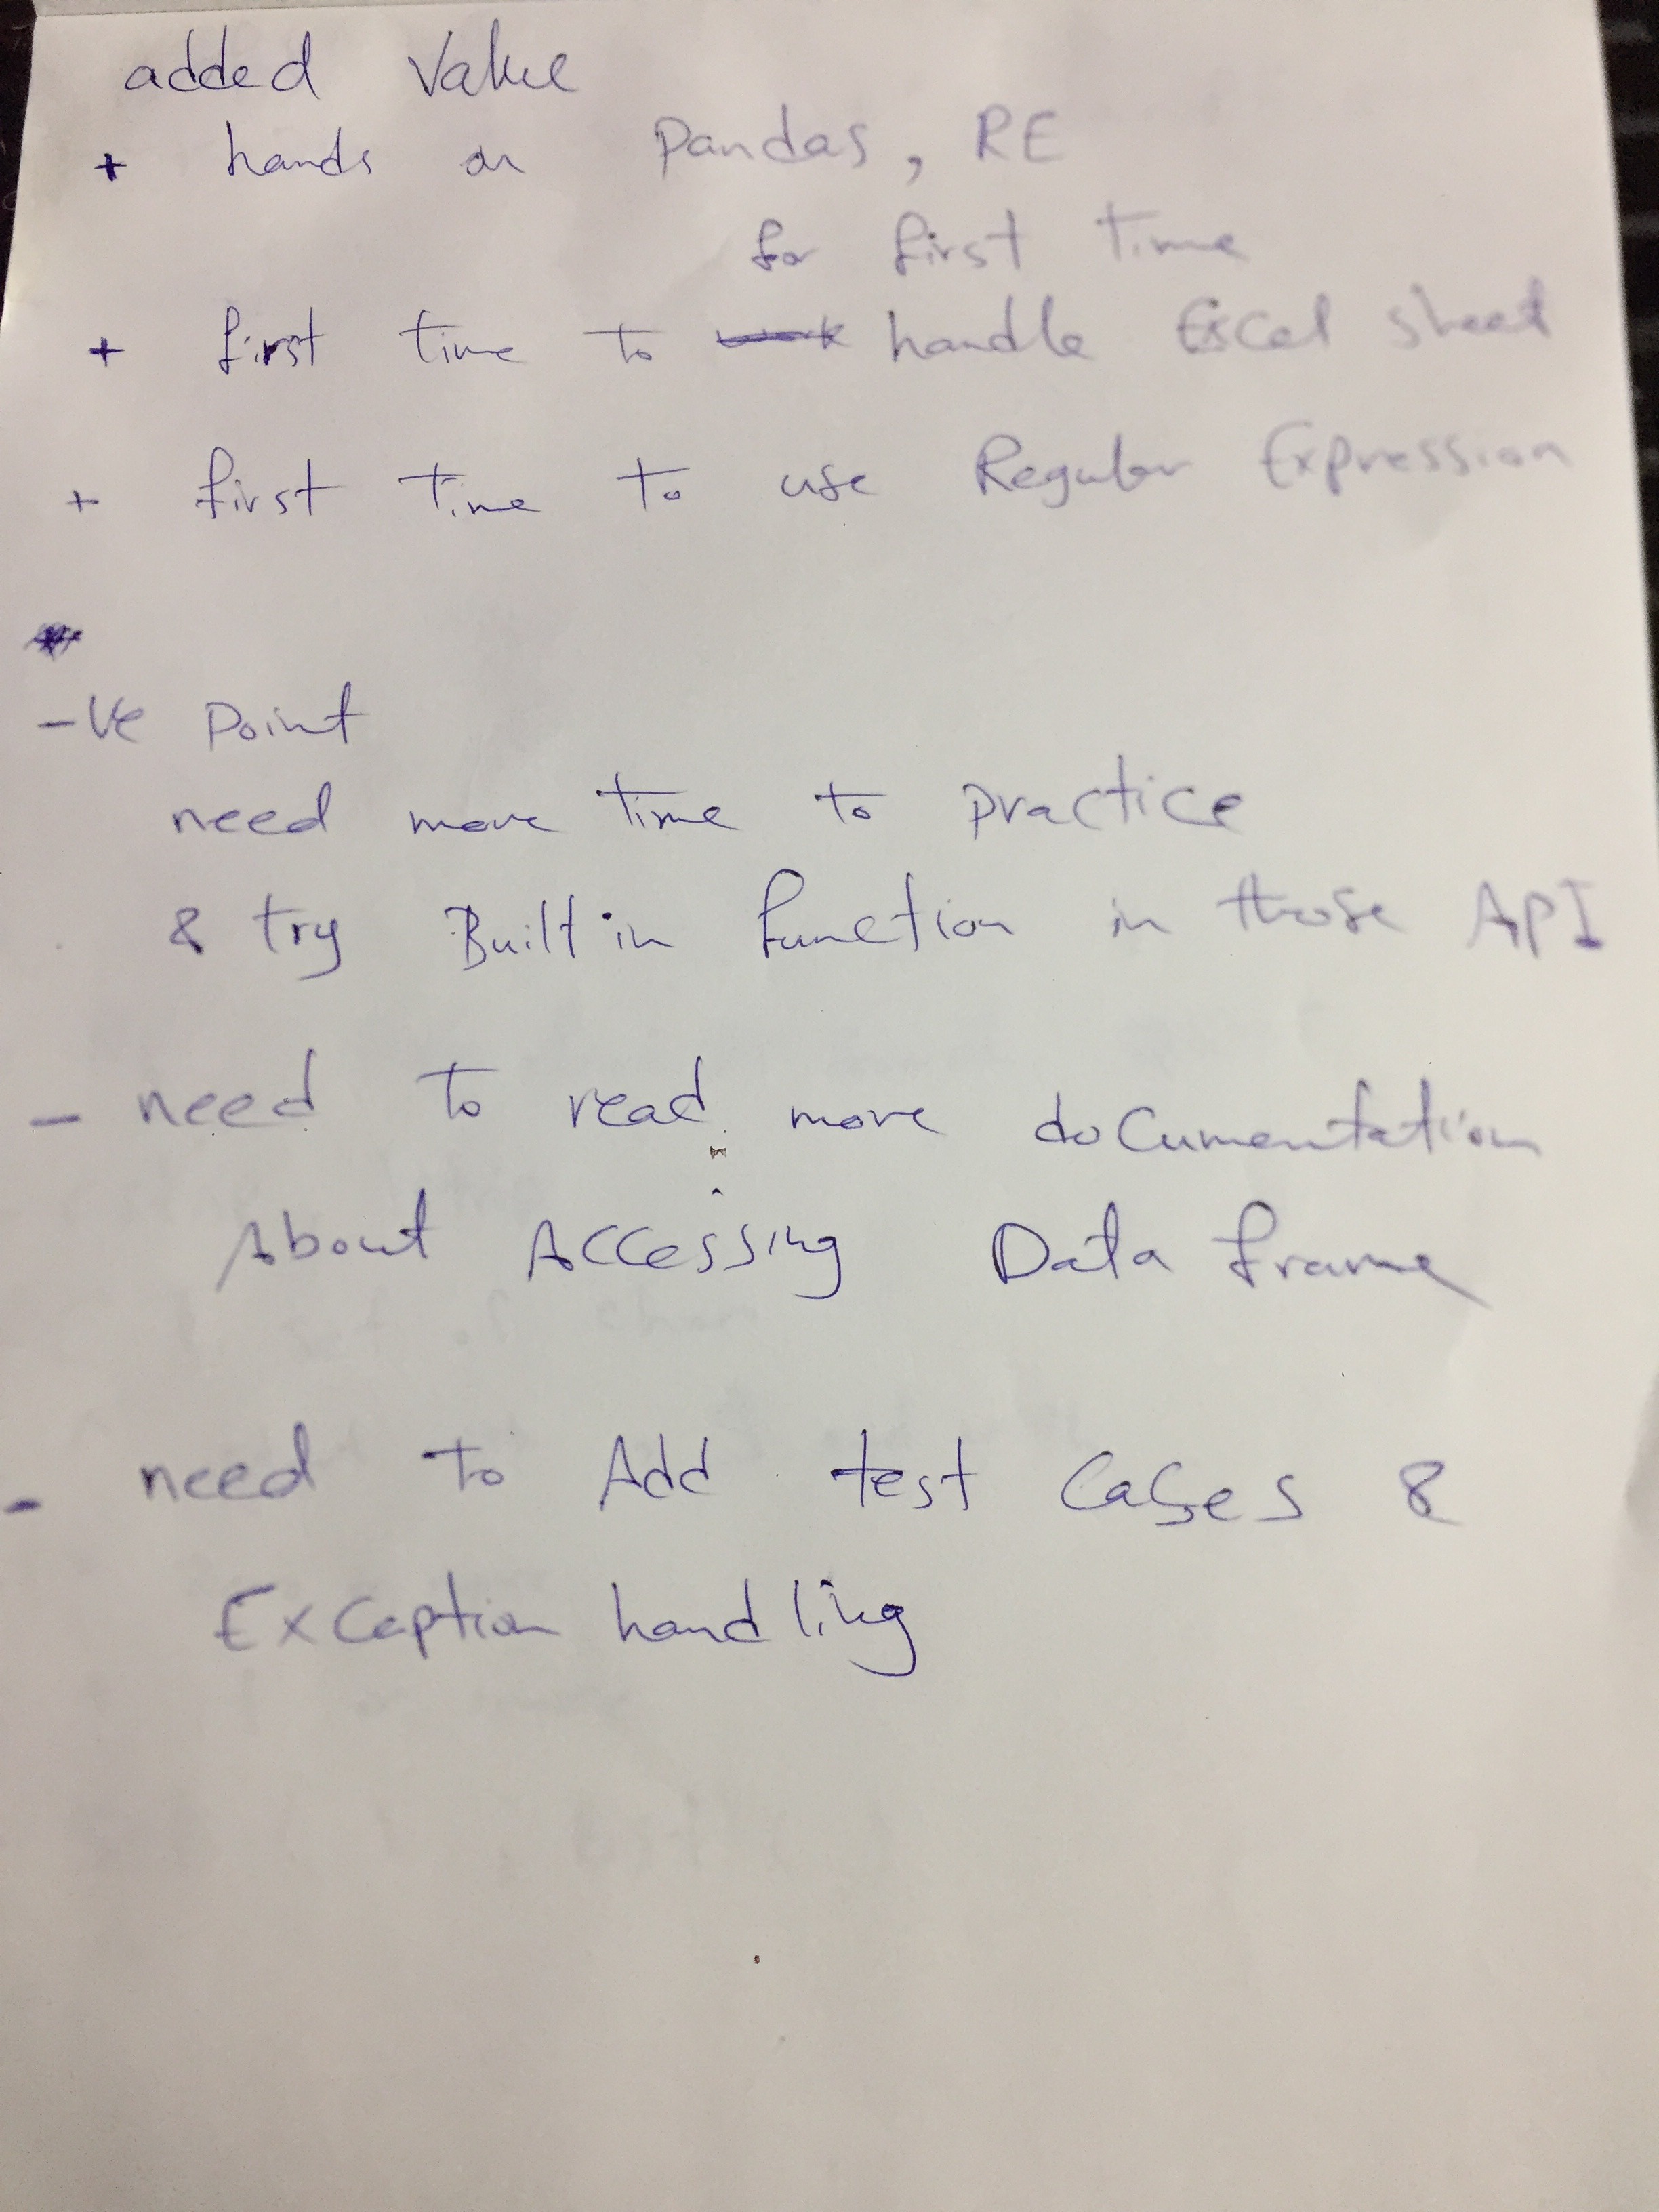 added Value
+ hands on Pandas, RE
for first time
+ first time to work handle Excel sheet
+ first time to use Regular Expression
-ve Point
need more time to practice
& try Built in function in those API
- need to read more documentation
About Accessing Data frame
- need to Add test Cases &
Exception handling